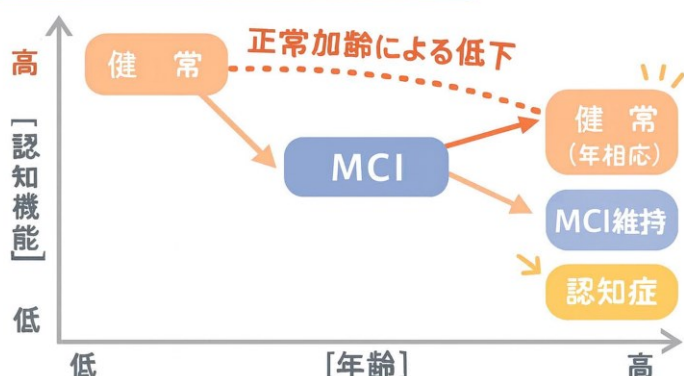 高
健 常
正常加齢による低下
健 常
(年相応)
[認知機能]
MCI
MCI維持
認知症
低
低
[年齢]
高